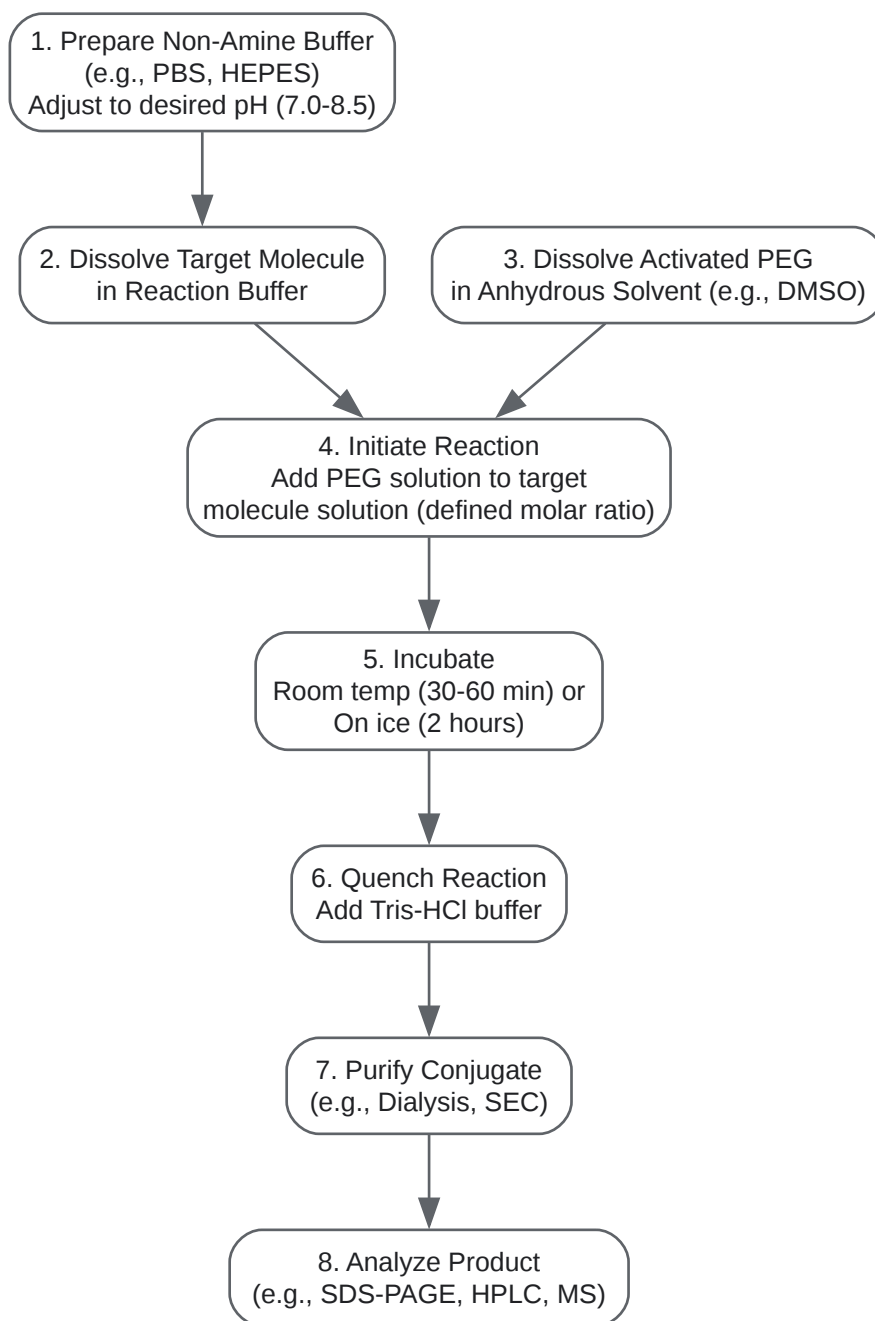 1. Prepare Non-Amine Buffer
(e.g., PBS, HEPES)
Adjust to desired pH (7.0-8.5)
2. Dissolve Target Molecule
in Reaction Buffer
3. Dissolve Activated PEG
in Anhydrous Solvent (e.g., DMSO)
4. Initiate Reaction
Add PEG solution to target
molecule solution (defined molar ratio)
5. Incubate
Room temp (30-60 min) or
On ice (2 hours)
6. Quench Reaction
Add Tris-HCl buffer
7. Purify Conjugate
(e.g., Dialysis, SEC)
8. Analyze Product
(e.g., SDS-PAGE, HPLC, MS)